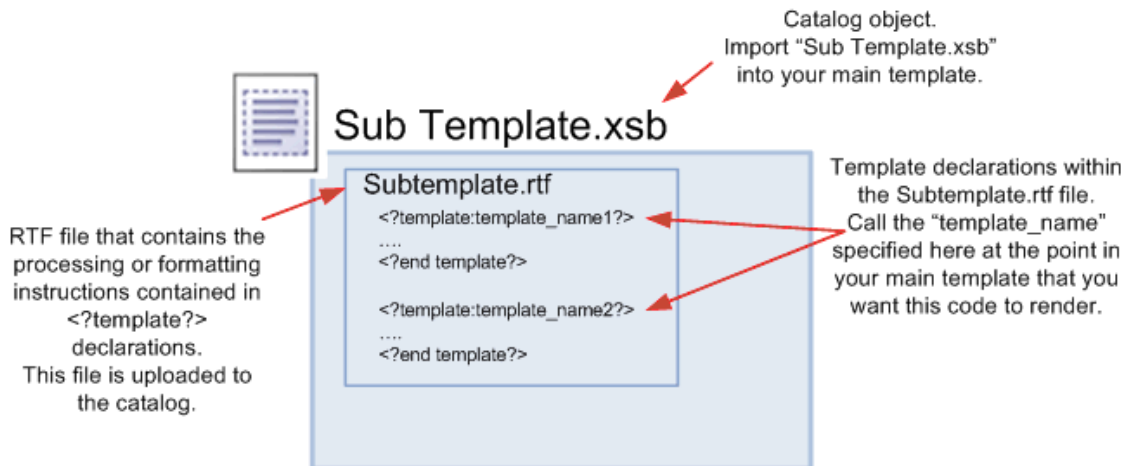 Catalog object.
Import “Sub Template.xsb”
into your main template.
Sub Template.xsb
Subtemplate.rtf
<?template:template_name1?>
....
<?end template?>
<?template:template_name2?>
....
<?end template?>
RTF file that contains the
processing or formatting
instructions contained in
<?template?>
declarations.
This file is uploaded to
the catalog.
Template declarations within
the Subtemplate.rtf file.
Call the “template_name”
specified here at the point in
your main template that you
want this code to render.